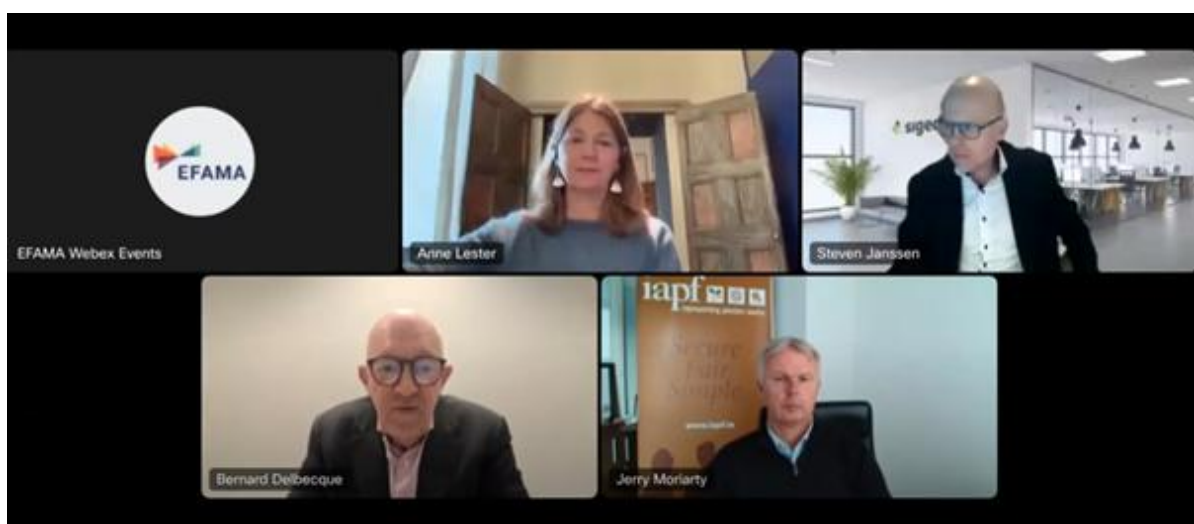 EFAMA
EFAMA Webex Events
Anne Lester
Steven Janssen
Bernard Delbecque
iapf
Secure
Fair
Simple
www.iapf.ie
Jerry Moriarty